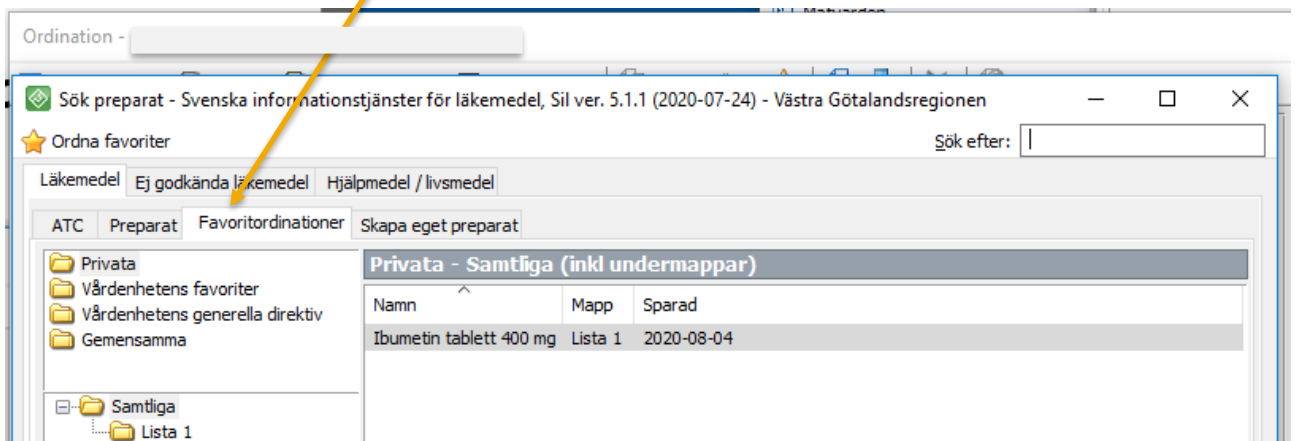 Mätvärden
Ordination -
Sök preparat - Svenska informationstjänster för läkemedel, Sil ver. 5.1.1 (2020-07-24) - Västra Götalandsregionen
Ordna favoriter
Sök efter:
Läkemedel Ej godkända läkemedel Hjälpmedel / livsmedel
ATC Preparat Favoritordinationer Skapa eget preparat
Privata
Vårdenhetens favoriter
Vårdenhetens generella direktiv
Gemensamma
Privata - Samtliga (inkl undermappar)
Namn Mapp Sparad
Ibumetin tablett 400 mg Lista 1 2020-08-04
Samtliga
Lista 1